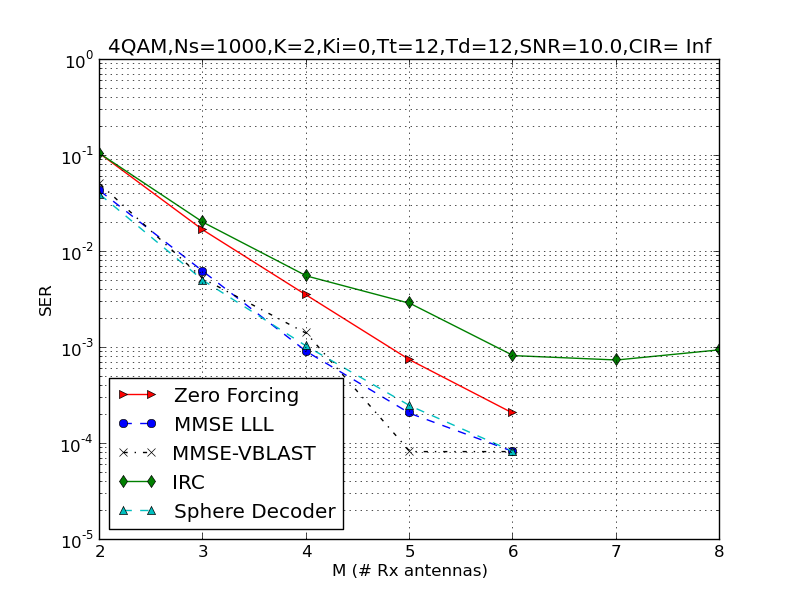 4QAM,Ns=1000,K=2,Ki=0,Tt=12,Td=12,SNR=10.0,CIR= Inf
10^0
10^-1
10^-2
10^-3
10^-4
10^-5
SER
Zero Forcing
MMSE LLL
MMSE-VBLAST
IRC
Sphere Decoder
2 3 4 5 6 7 8
M (# Rx antennas)